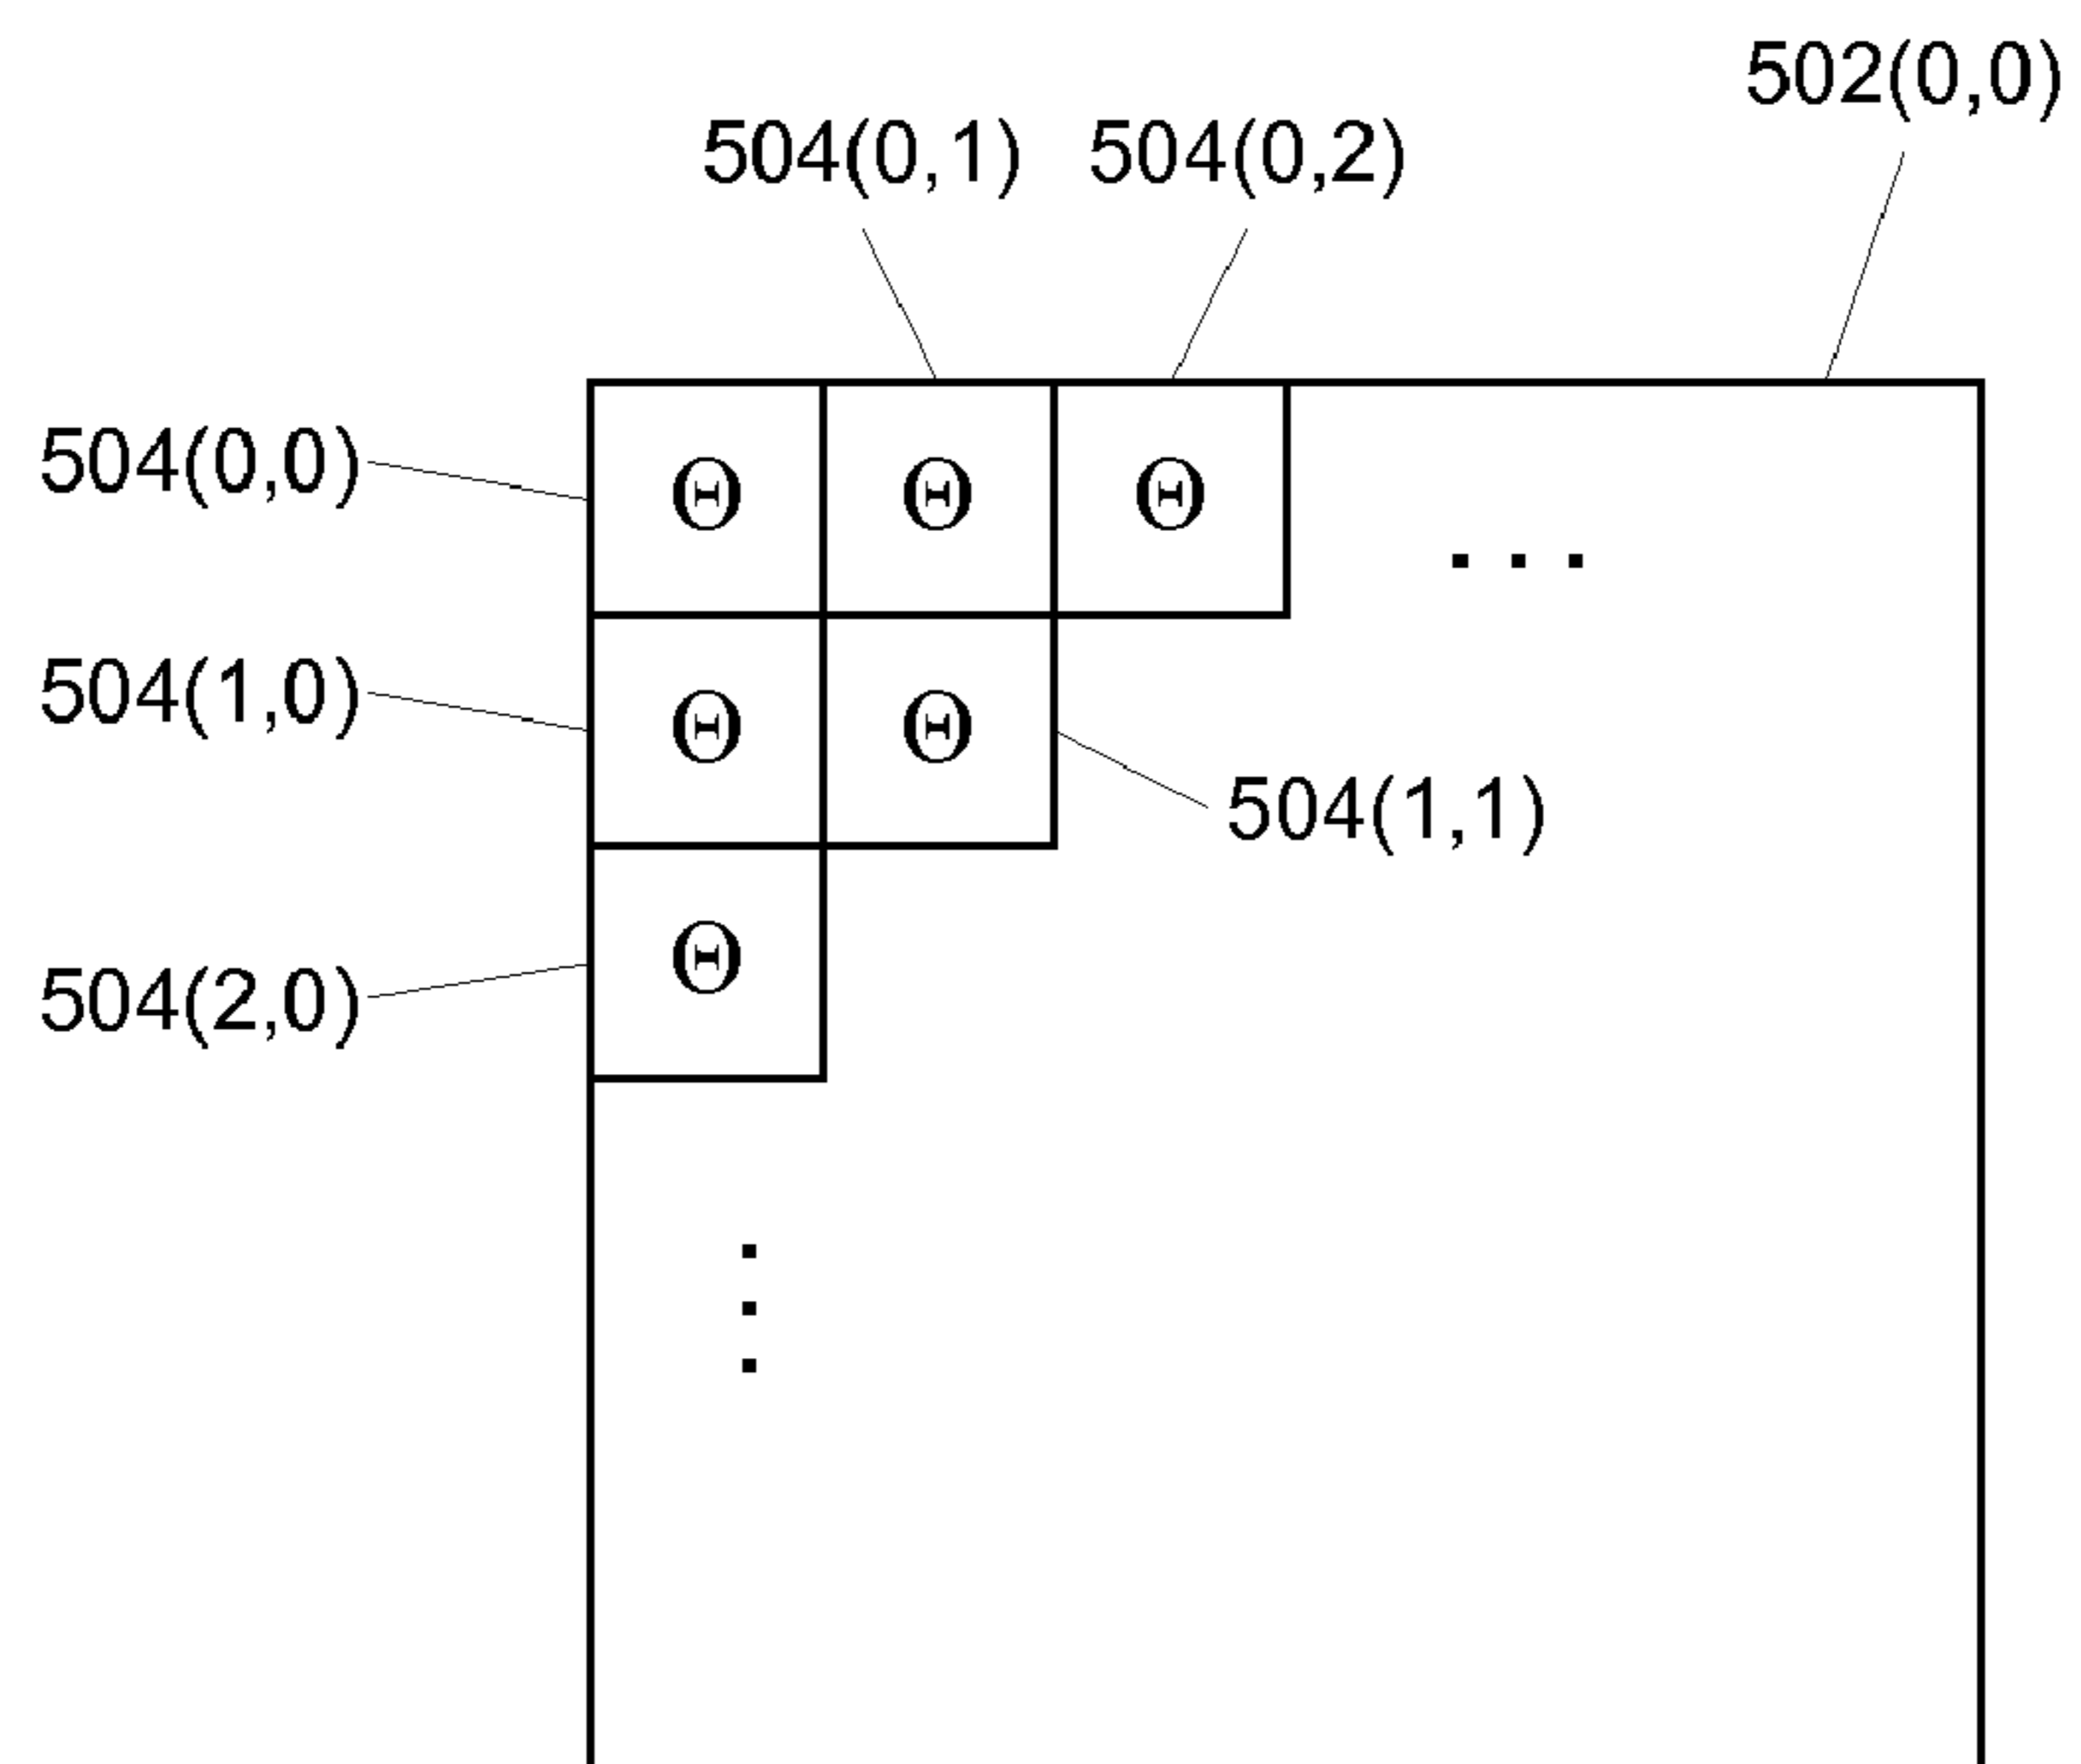 502(0,0)
504(0,1) 504(0,2)
504(0,0)
Θ Θ Θ
. . .
504(1,0)
Θ Θ
504(1,1)
Θ
504(2,0)
.
.
.